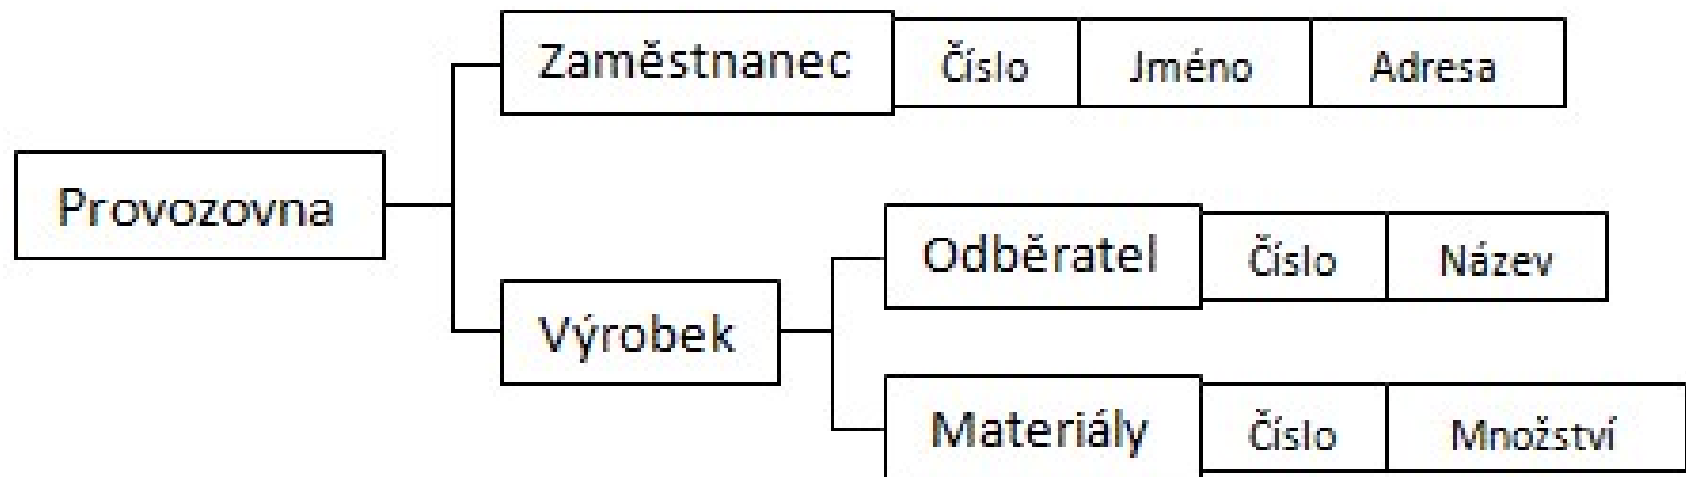 Zaměstnanec Číslo Jméno Adresa
Provozovna
Odběratel Číslo Název
Výrobek
Materiály Číslo Množství